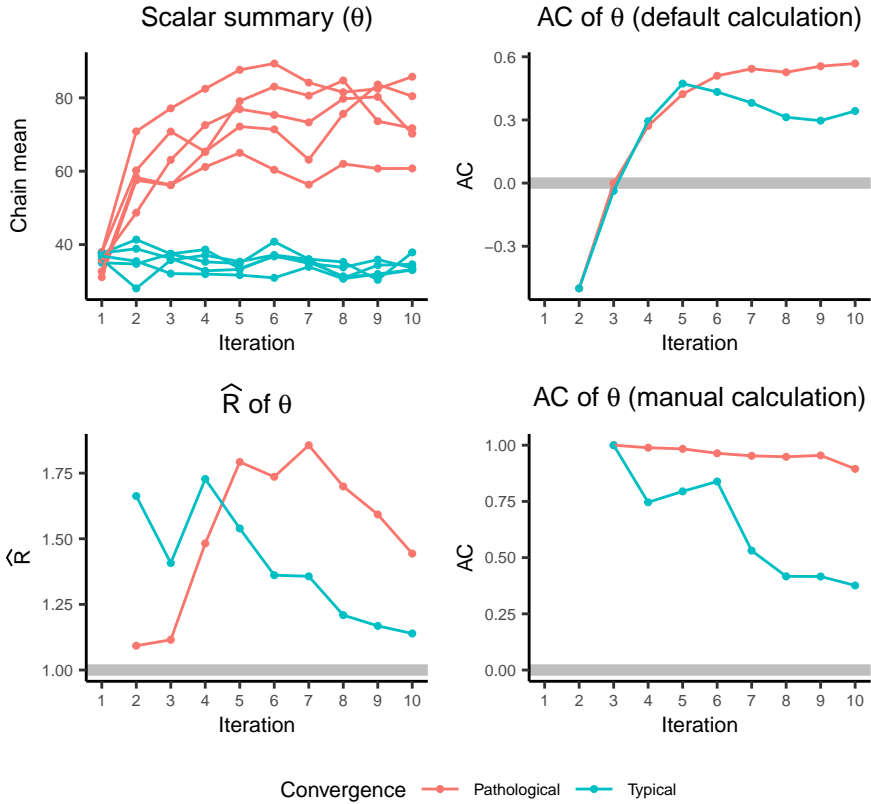 Scalar summary (θ)
Chain mean
80
60
40
1 2 3 4 5 6 7 8 9 10
Iteration
AC of θ (default calculation)
AC
0.6
0.3
0.0
−0.3
1 2 3 4 5 6 7 8 9 10
Iteration
R̂ of θ
R̂
1.75
1.50
1.25
1.00
1 2 3 4 5 6 7 8 9 10
Iteration
AC of θ (manual calculation)
AC
1.00
0.75
0.50
0.25
0.00
1 2 3 4 5 6 7 8 9 10
Iteration
Convergence Pathological Typical